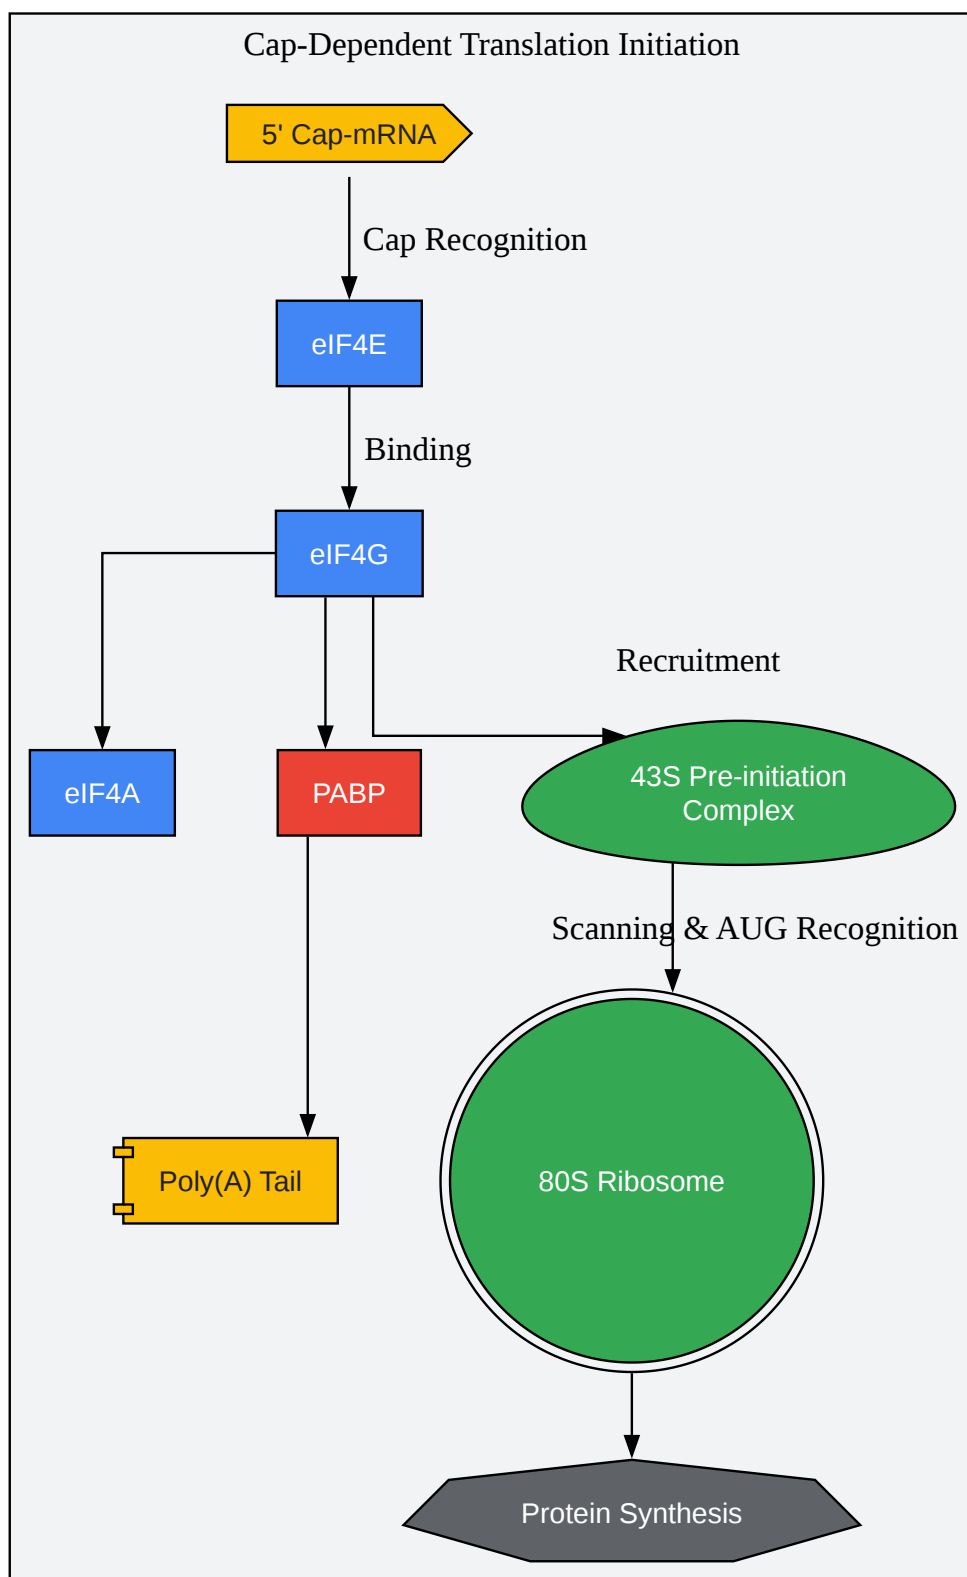 Cap-Dependent Translation Initiation
5' Cap-mRNA
Cap Recognition
eIF4E
Binding
eIF4G
Recruitment
eIF4A
PABP
43S Pre-initiation
Complex
Scanning & AUG Recognition
Poly(A) Tail
80S Ribosome
Protein Synthesis